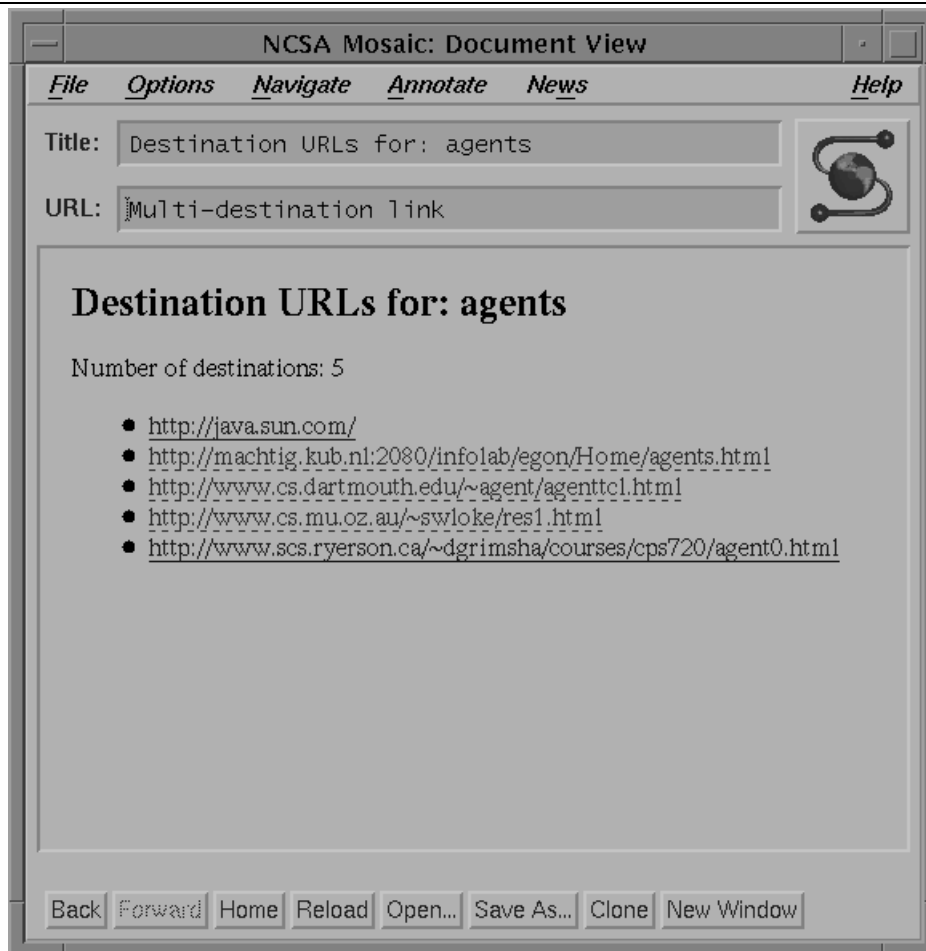 NCSA Mosaic: Document View
File Options Navigate Annotate News Help
Title: Destination URLs for: agents
URL: Multi-destination link
Destination URLs for: agents
Number of destinations: 5
http://java.sun.com/
http://machtig.kub.nl:2080/infolab/egon/Home/agents.html
http://www.cs.dartmouth.edu/~agent/agenttcl.html
http://www.cs.mu.oz.au/~swloke/res1.html
http://www.scs.ryerson.ca/~dgrimsha/courses/cps720/agent0.html
Back Forward Home Reload Open... Save As... Clone New Window